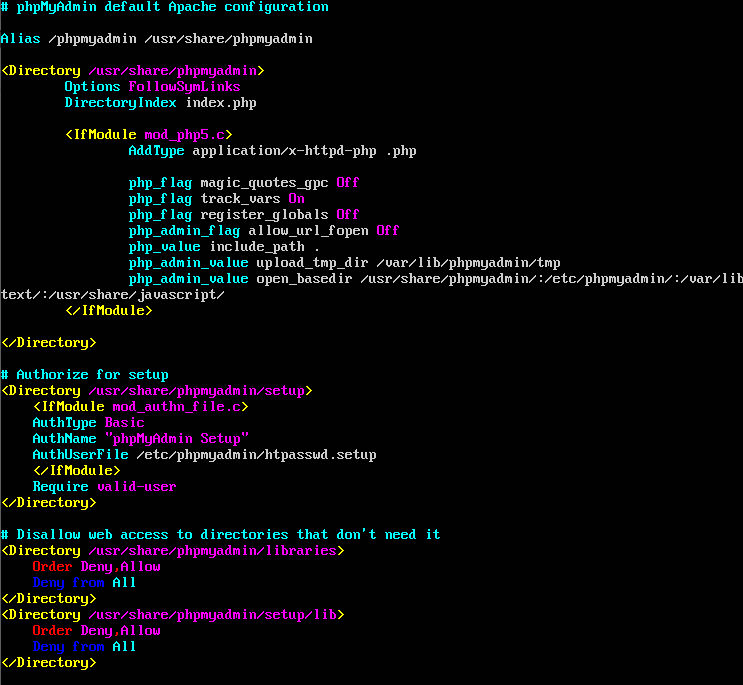 # phpMyAdmin default Apache configuration
Alias /phpmyadmin /usr/share/phpmyadmin
<Directory /usr/share/phpmyadmin>
Options FollowSymLinks
DirectoryIndex index.php
<IfModule mod_php5.c>
AddType application/x-httpd-php .php
php_flag magic_quotes_gpc Off
php_flag track_vars On
php_flag register_globals Off
php_admin_flag allow_url_fopen Off
php_value include_path .
php_admin_value upload_tmp_dir /var/lib/phpmyadmin/tmp
php_admin_value open_basedir /usr/share/phpmyadmin/:/etc/phpmyadmin/:/var/lib
text/:/usr/share/javascript/
</IfModule>
</Directory>
# Authorize for setup
<Directory /usr/share/phpmyadmin/setup>
<IfModule mod_authn_file.c>
AuthType Basic
AuthName "phpMyAdmin Setup"
AuthUserFile /etc/phpmyadmin/htpasswd.setup
</IfModule>
Require valid-user
</Directory>
# Disallow web access to directories that don't need it
<Directory /usr/share/phpmyadmin/libraries>
Order Deny,Allow
Deny from All
</Directory>
<Directory /usr/share/phpmyadmin/setup/lib>
Order Deny,Allow
Deny from All
</Directory>